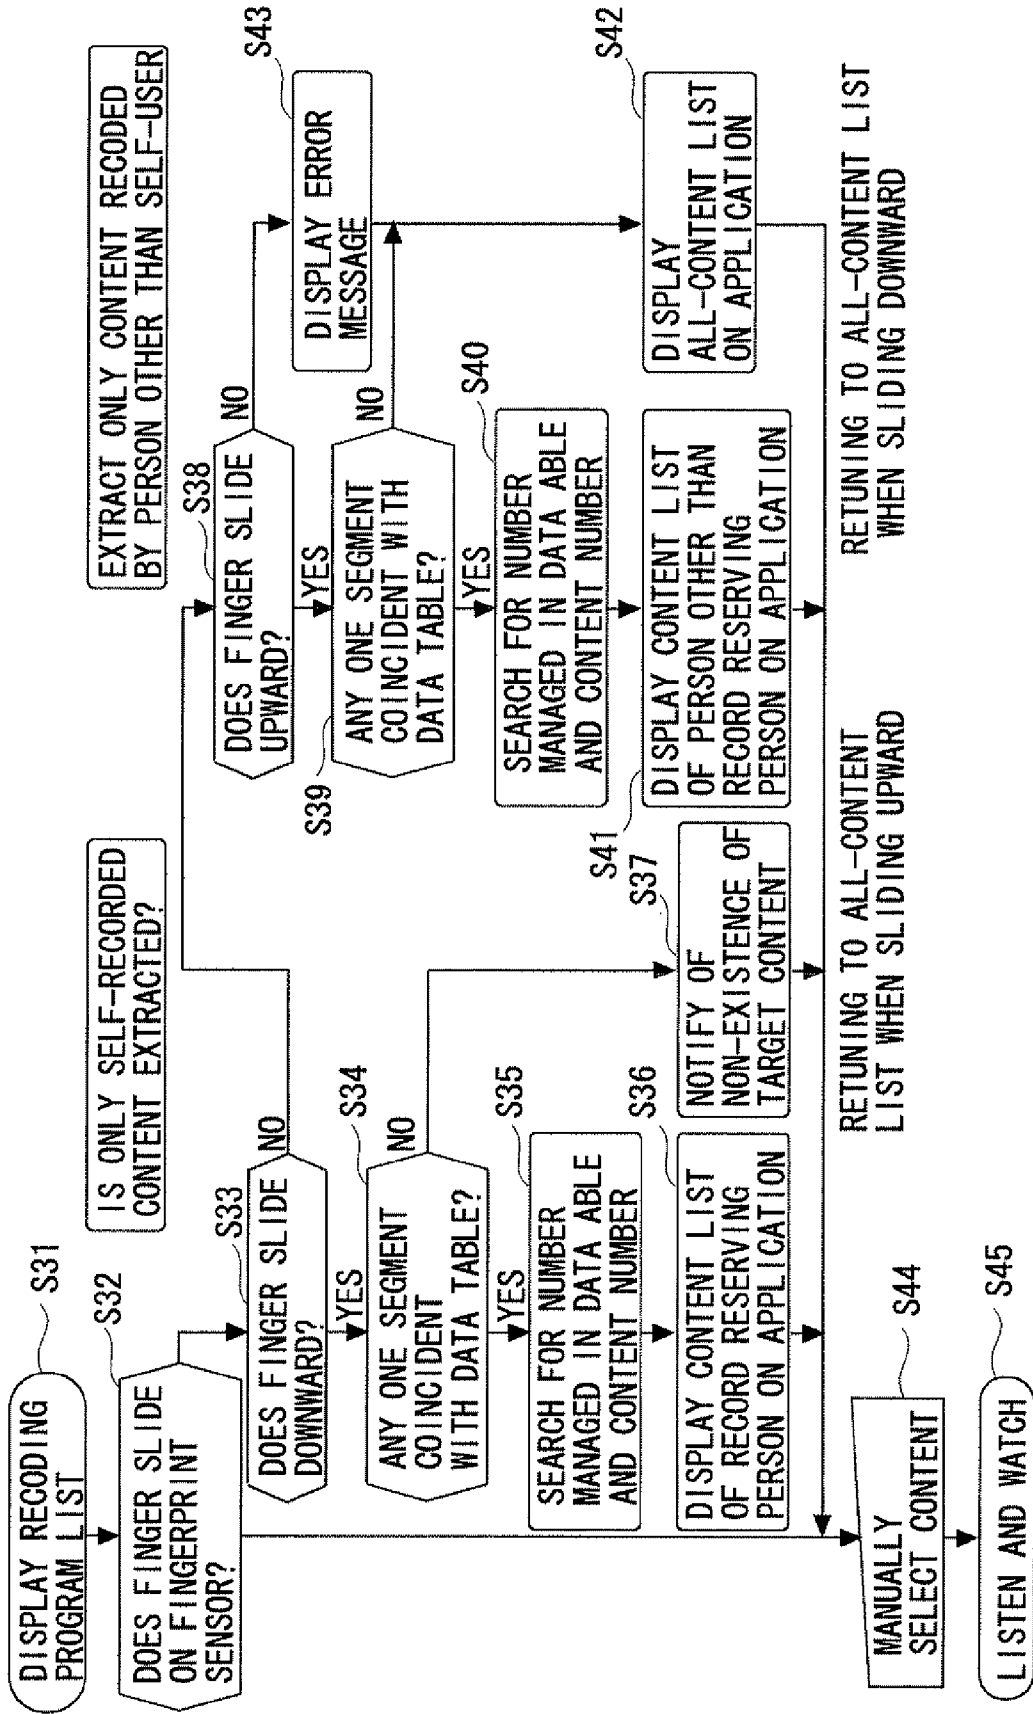 DISPLAY RECODING
PROGRAM LIST
S31
DOES FINGER SLIDE
ON FINGERPRINT
SENSOR?
S32
IS ONLY SELF-RECORDED
CONTENT EXTRACTED?
DOES FINGER SLIDE
DOWNWARD?
S33
NO
YES
ANY ONE SEGMENT
COINCIDENT
WITH DATA TABLE?
S34
NO
YES
SEARCH FOR NUMBER
MANAGED IN DATA ABLE
AND CONTENT NUMBER
S35
DISPLAY CONTENT LIST
OF RECORD RESERVING
PERSON ON APPLICATION
S36
NOTIFY OF
NON-EXISTENCE OF
TARGET CONTENT
S37
RETUNING TO ALL-CONTENT
LIST WHEN SLIDING UPWARD
EXTRACT ONLY CONTENT RECODED
BY PERSON OTHER THAN SELF-USER
DOES FINGER SLIDE
UPWARD?
S38
NO
YES
ANY ONE SEGMENT
COINCIDENT WITH
DATA TABLE?
S39
NO
YES
SEARCH FOR NUMBER
MANAGED IN DATA ABLE
AND CONTENT NUMBER
S40
DISPLAY CONTENT LIST
OF PERSON OTHER THAN
RECORD RESERVING
PERSON ON APPLICATION
S41
DISPLAY ERROR
MESSAGE
S43
DISPLAY
ALL-CONTENT LIST
ON APPLICATION
S42
RETUNING TO ALL-CONTENT LIST
WHEN SLIDING DOWNWARD
MANUALLY
SELECT CONTENT
S44
LISTEN AND WATCH
S45